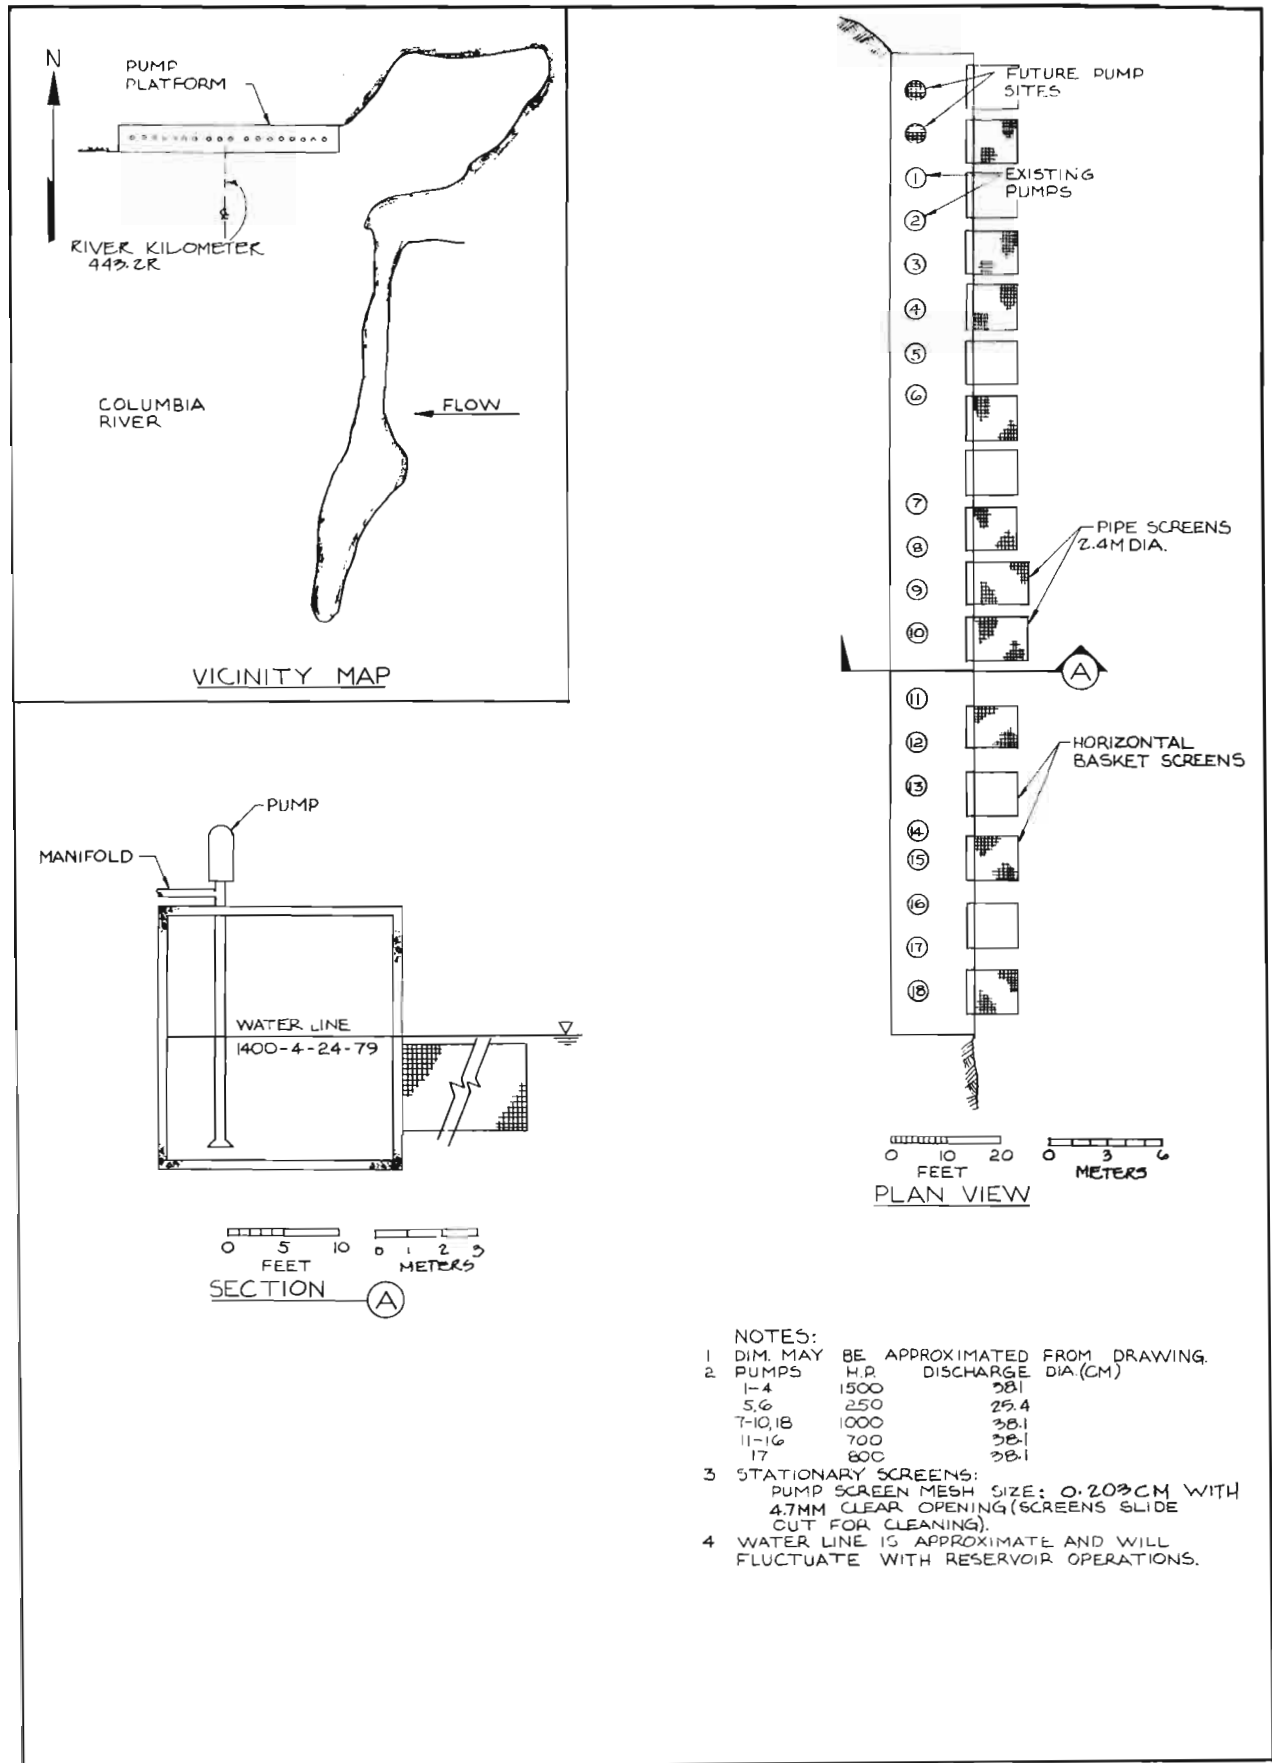 N
PUMP
PLATFORM
RIVER KILOMETER
443.2R
COLUMBIA
RIVER
FLOW
VICINITY MAP
FUTURE PUMP
SITES
EXISTING
PUMPS
1
2
3
4
5
6
7
8
9
10
11
12
13
14
15
16
17
18
PIPE SCREENS
2.4M DIA.
A
HORIZONTAL
BASKET SCREENS
0 10 20
FEET
0 3 6
METERS
PLAN VIEW
PUMP
MANIFOLD
WATER LINE
1400-4-24-79
0 5 10
FEET
0 1 2 3
METERS
SECTION A
NOTES:
1 DIM. MAY BE APPROXIMATED FROM DRAWING.
2 PUMPS H.P. DISCHARGE DIA.(CM)
1-4 1500 38.1
5,6 250 25.4
7-10,18 1000 38.1
11-16 700 38.1
17 800 38.1
3 STATIONARY SCREENS:
PUMP SCREEN MESH SIZE: 0.203CM WITH
4.7MM CLEAR OPENING (SCREENS SLIDE
OUT FOR CLEANING).
4 WATER LINE IS APPROXIMATE AND WILL
FLUCTUATE WITH RESERVOIR OPERATIONS.